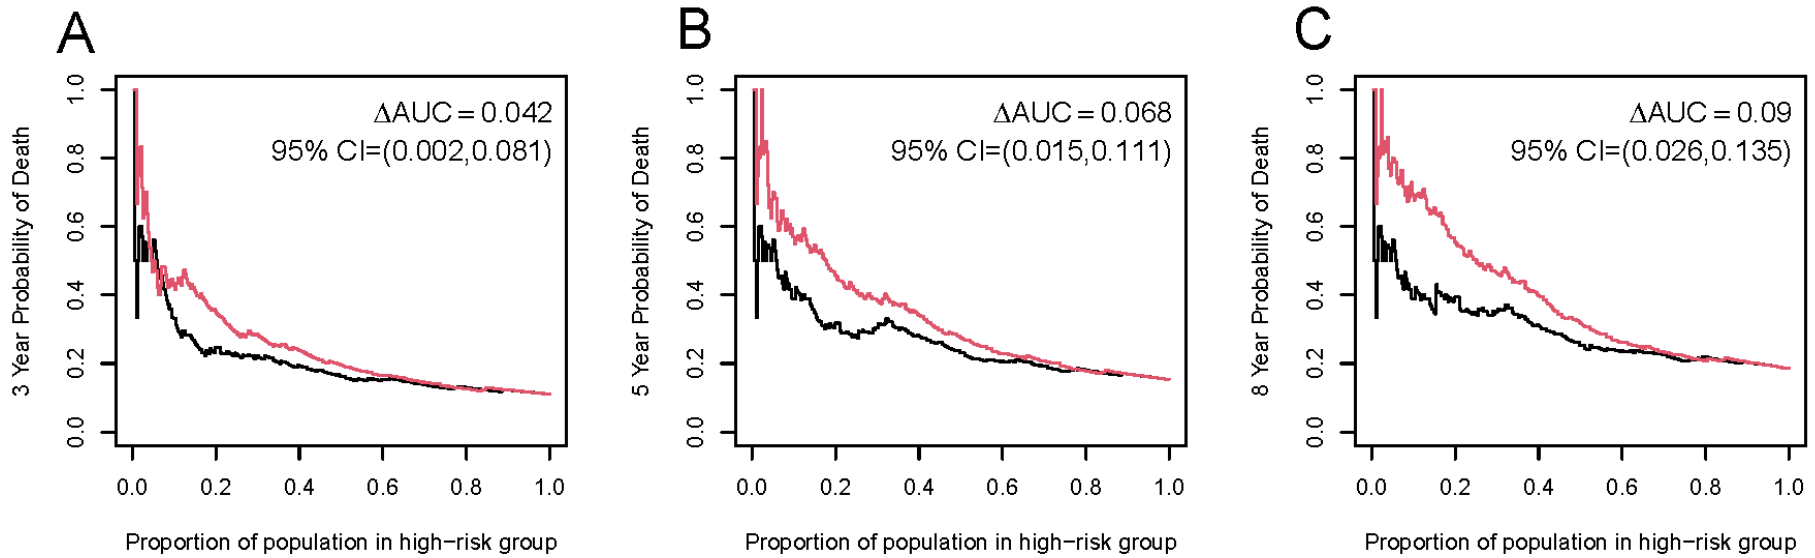 A
3 Year Probability of Death
1.0
0.8
0.6
0.4
0.2
0.0
ΔAUC = 0.042
95% CI=(0.002,0.081)
0.0 0.2 0.4 0.6 0.8 1.0
Proportion of population in high−risk group
B
5 Year Probability of Death
1.0
0.8
0.6
0.4
0.2
0.0
ΔAUC = 0.068
95% CI=(0.015,0.111)
0.0 0.2 0.4 0.6 0.8 1.0
Proportion of population in high−risk group
C
8 Year Probability of Death
1.0
0.8
0.6
0.4
0.2
0.0
ΔAUC = 0.09
95% CI=(0.026,0.135)
0.0 0.2 0.4 0.6 0.8 1.0
Proportion of population in high−risk group